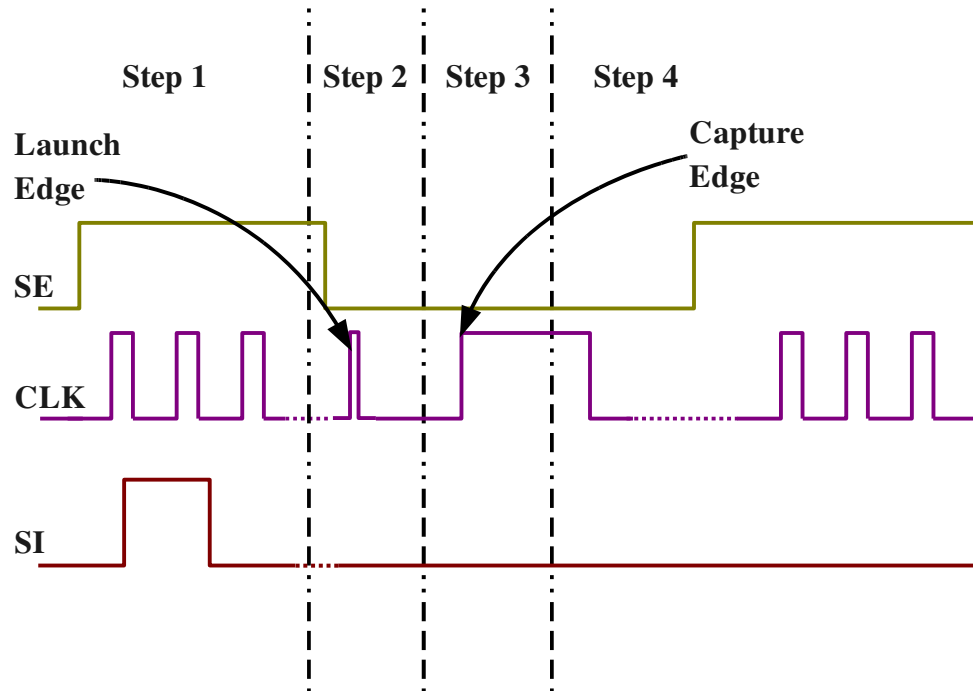 Step 1
Step 2
Step 3
Step 4
Launch
Edge
Capture
Edge
SE
CLK
SI